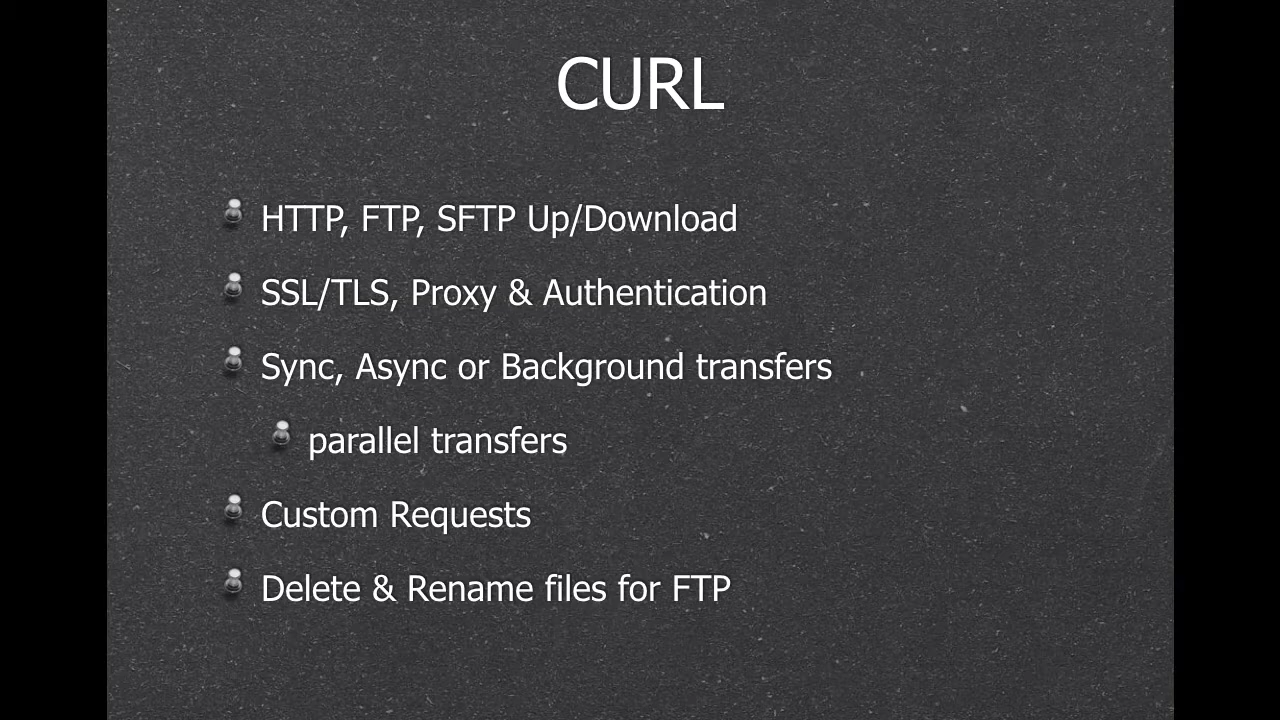 CURL
HTTP, FTP, SFTP Up/Download
SSL/TLS, Proxy & Authentication
Sync, Async or Background transfers
parallel transfers
Custom Requests
Delete & Rename files for FTP